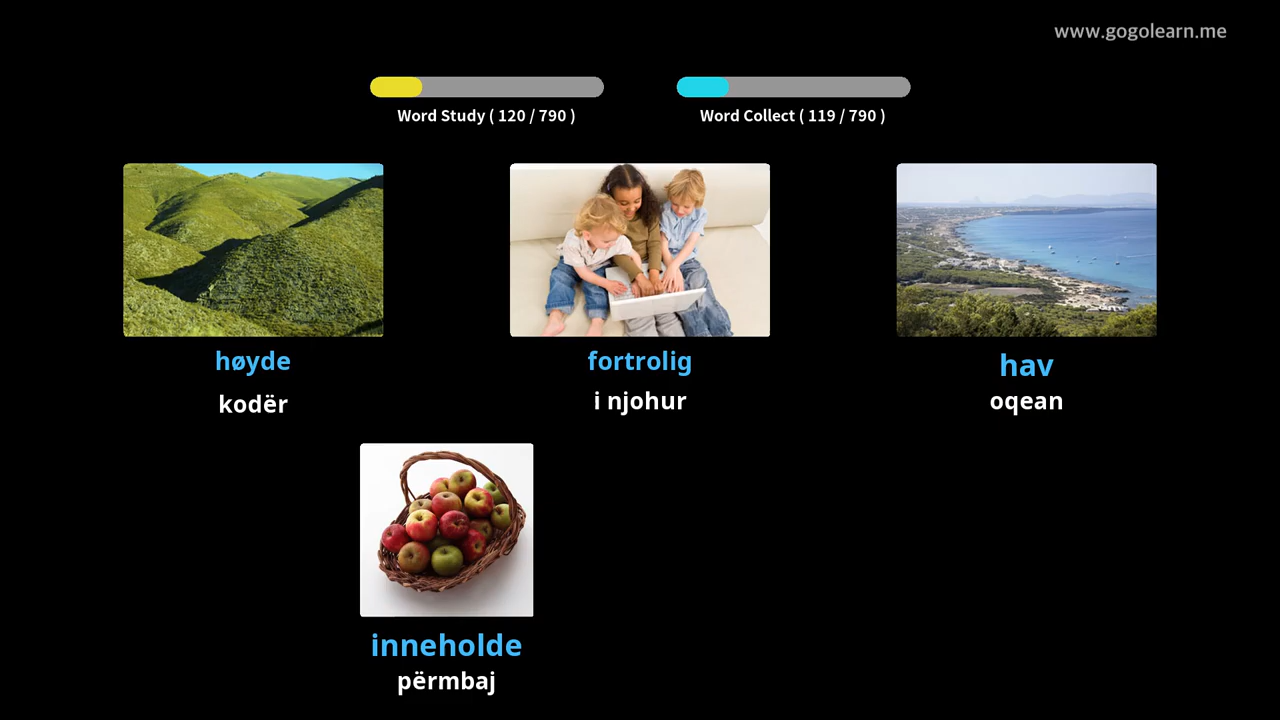 www.gogolearn.me
Word Study ( 120 / 790 )
Word Collect ( 119 / 790 )
høyde
kodër
fortrolig
i njohur
hav
oqean
inneholde
përmbaj